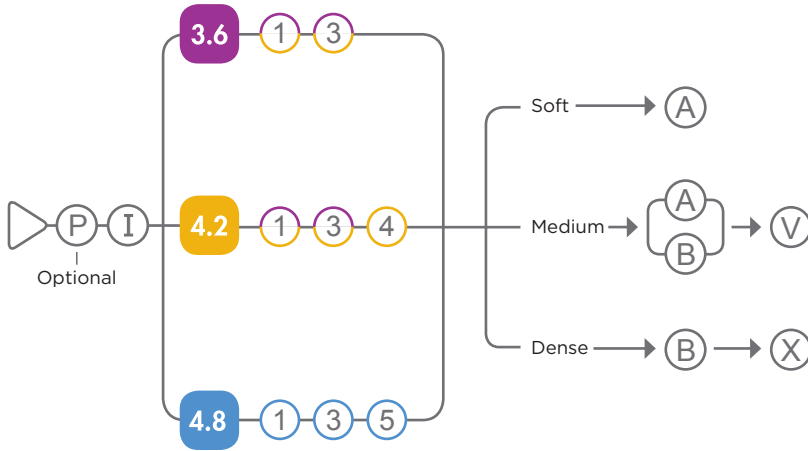 3.6 1 3
Soft A
P I 4.2 1 3 4 Medium A B V
Optional
Dense B X
4.8 1 3 5